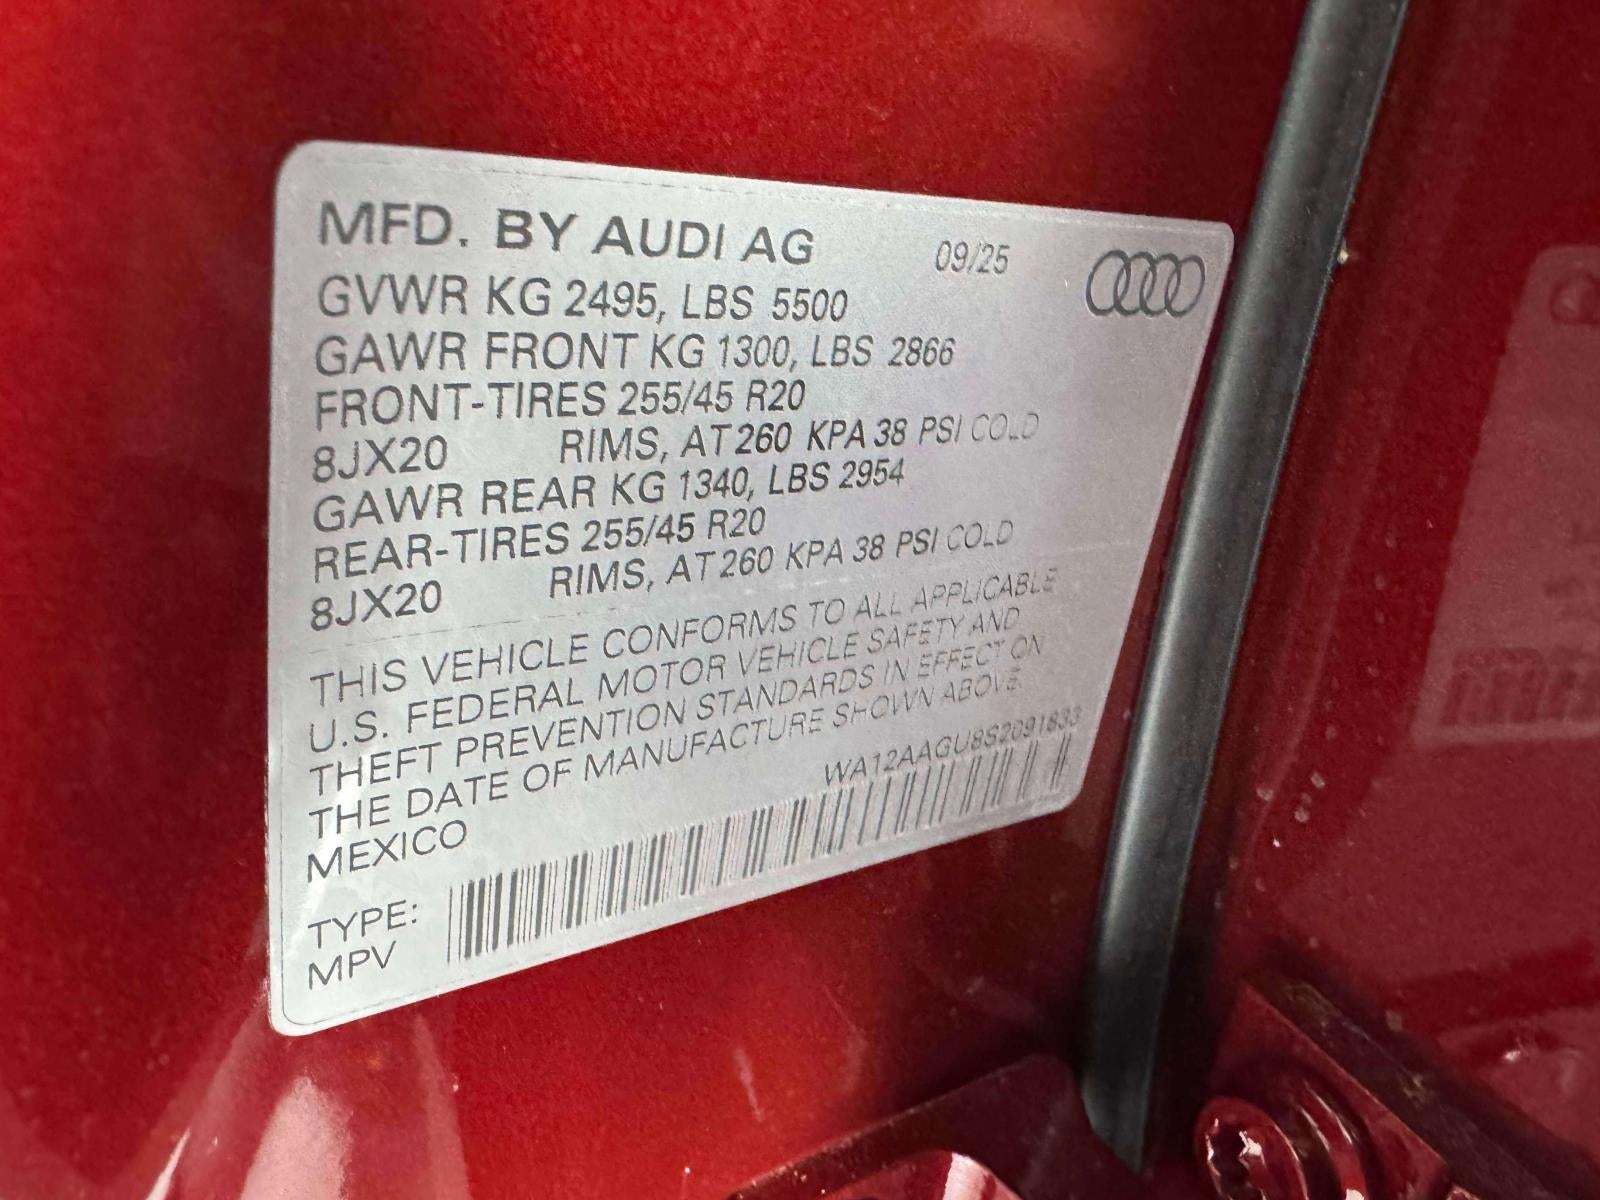 MFD. BY AUDI AG 09/25
GVWR KG 2495, LBS 5500
GAWR FRONT KG 1300, LBS 2866
FRONT-TIRES 255/45 R20
8JX20 RIMS, AT 260 KPA 38 PSI COLD
GAWR REAR KG 1340, LBS 2954
REAR-TIRES 255/45 R20
8JX20 RIMS, AT 260 KPA 38 PSI COLD
THIS VEHICLE CONFORMS TO ALL APPLICABLE
U.S. FEDERAL MOTOR VEHICLE SAFETY AND
THEFT PREVENTION STANDARDS IN EFFECT ON
THE DATE OF MANUFACTURE SHOWN ABOVE.
MEXICO WA12AAGU8S2091833
TYPE:
MPV